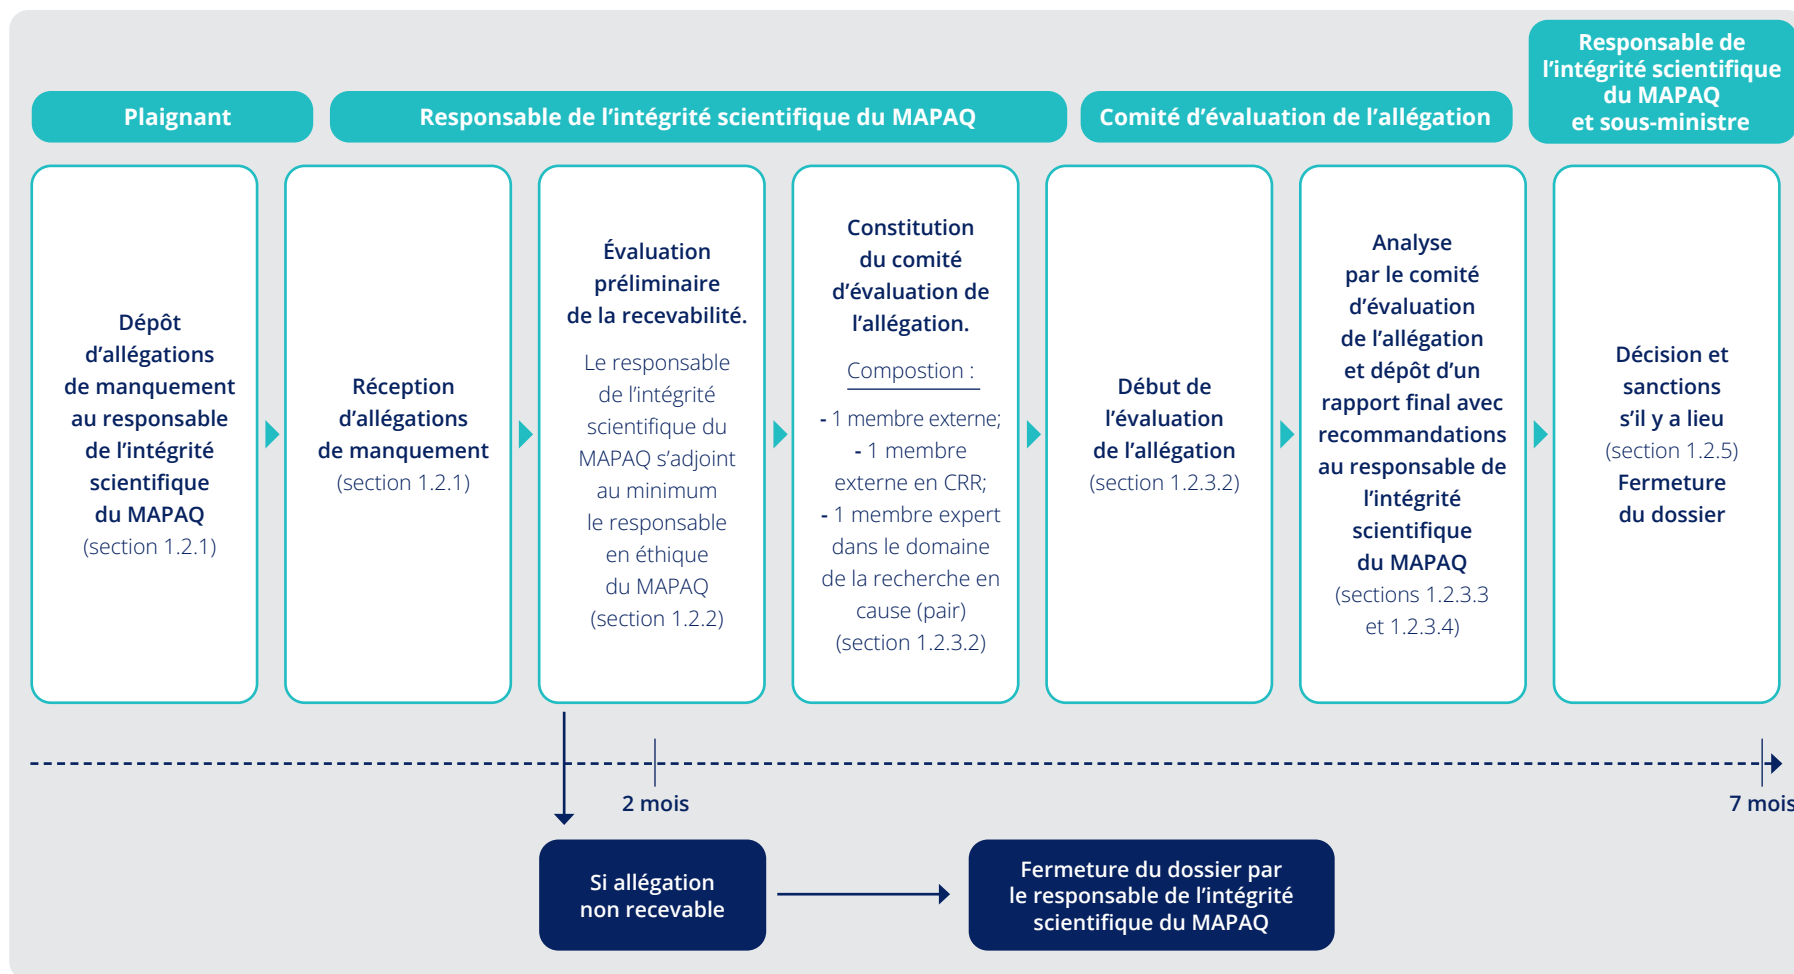 Plaignant
Responsable de l’intégrité scientifique du MAPAQ
Comité d’évaluation de l’allégation
Responsable de
l’intégrité scientifique
du MAPAQ
et sous-ministre
Dépôt
d’allégations
de manquement
au responsable
de l’intégrité
scientifique
du MAPAQ
(section 1.2.1)
Réception
d’allégations
de manquement
(section 1.2.1)
Évaluation
préliminaire
de la recevabilité.
Le responsable
de l’intégrité
scientifique du
MAPAQ s’adjoint
au minimum
le responsable
en éthique
du MAPAQ
(section 1.2.2)
Constitution
du comité
d’évaluation de
l’allégation.
Compostion :
- 1 membre externe;
- 1 membre
externe en CRR;
- 1 membre expert
dans le domaine
de la recherche en
cause (pair)
(section 1.2.3.2)
Début de
l’évaluation
de l’allégation
(section 1.2.3.2)
Analyse
par le comité
d’évaluation
de l’allégation
et dépôt d’un
rapport final avec
recommandations
au responsable de
l’intégrité
scientifique
du MAPAQ
(sections 1.2.3.3
et 1.2.3.4)
Décision et
sanctions
s’il y a lieu
(section 1.2.5)
Fermeture
du dossier
2 mois
7 mois
Si allégation
non recevable
Fermeture du dossier par
le responsable de l’intégrité
scientifique du MAPAQ